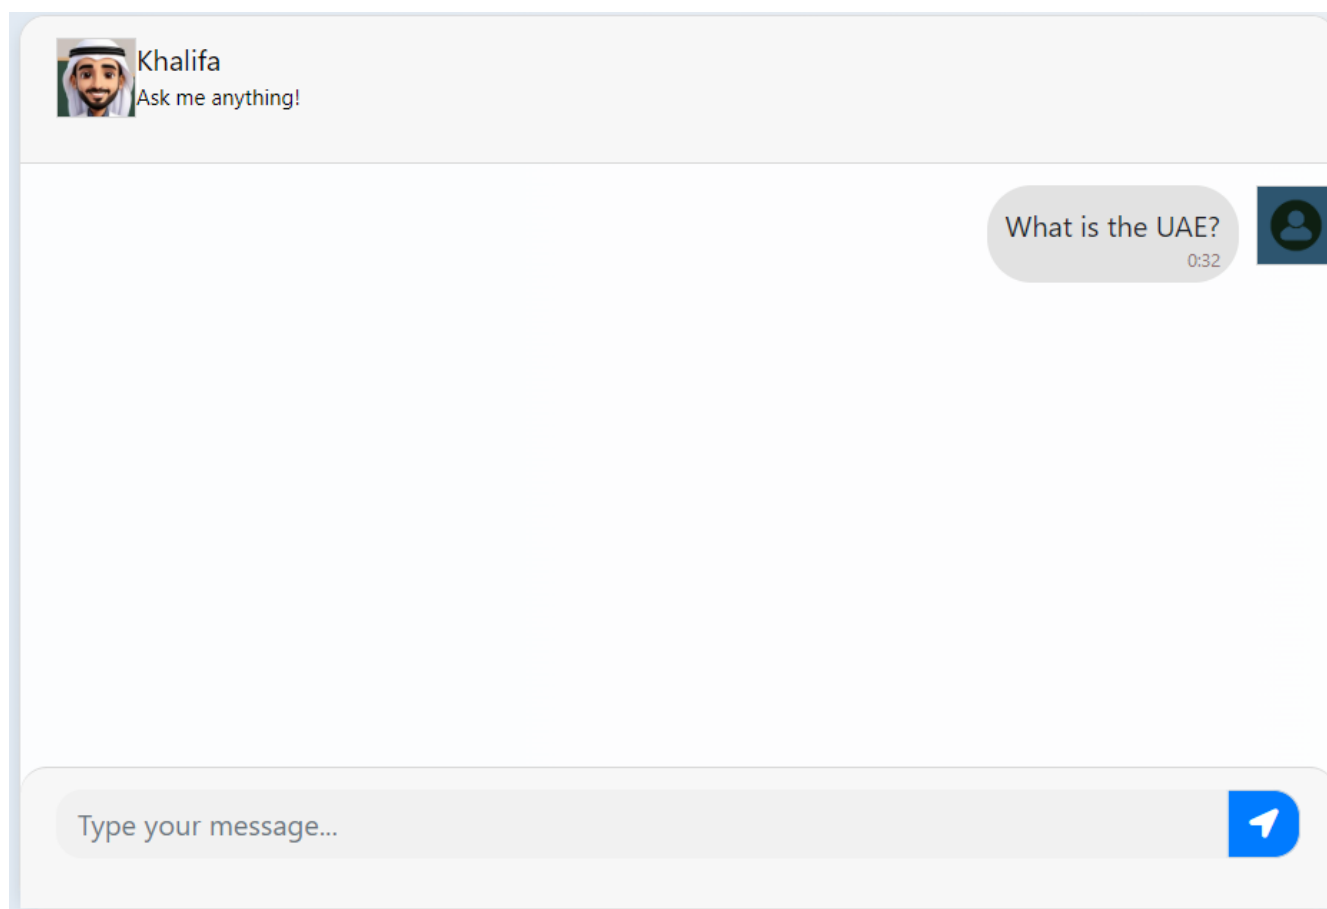 Khalifa
Ask me anything!
What is the UAE?
0:32
Type your message...